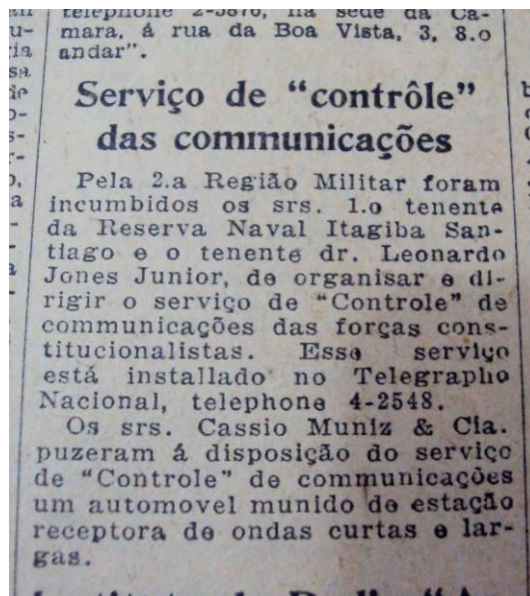 telephone 2-3876, na séde da Ca-
mara, á rua da Boa Vista, 3, 8.o
andar".
Serviço de "contrôle"
das communicações
Pela 2.a Região Militar foram
incumbidos os srs. 1.o tenente
da Reserva Naval Itagiba San-
tiago e o tenente dr. Leonardo
Jones Junior, de organisar e di-
rigir o serviço de "Controle" de
communicações das forças cons-
titucionalistas. Esse serviço
está installado no Telegrapho
Nacional, telephone 4-2548.
Os srs. Cassio Muniz & Cia.
puzeram á disposição do serviço
de "Controle" de communicações
um automovel munido de estação
receptora de ondas curtas e lar-
gas.